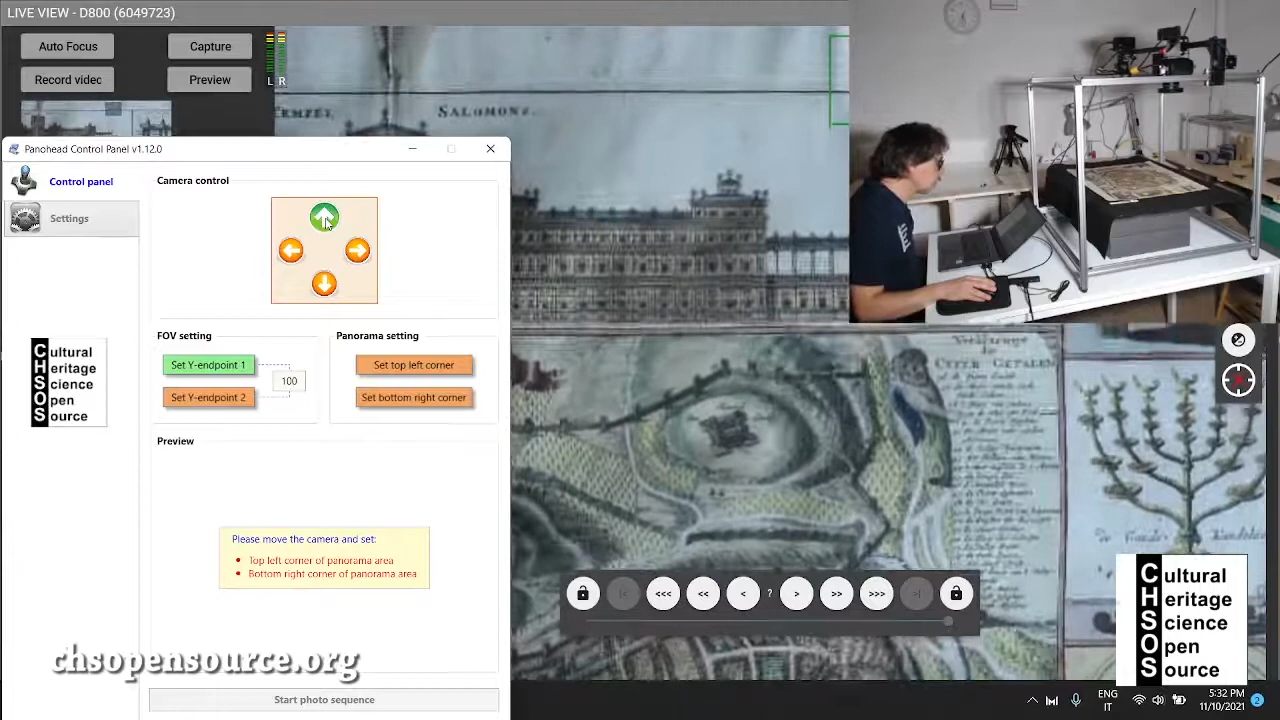 LIVE VIEW - D800 (6049723)
Auto Focus
Capture
Record video
Preview
L R
TEMPEL
SALOMONS
Panohead Control Panel v1.12.0
Control panel
Settings
Camera control
FOV setting
Panorama setting
Set Y-endpoint 1
Set top left corner
100
Set Y-endpoint 2
Set bottom right corner
Cultural
Heritage
Science
Open
Source
Preview
Please move the camera and set:
Top left corner of panorama area
Bottom right corner of panorama area
|<
<<<
<<
<
?
>
>>
>>>
>|
Start photo sequence
chsopensource.org
Cultural
Heritage
Science
Open
Source
ENG
IT
5:32 PM
11/10/2021
2